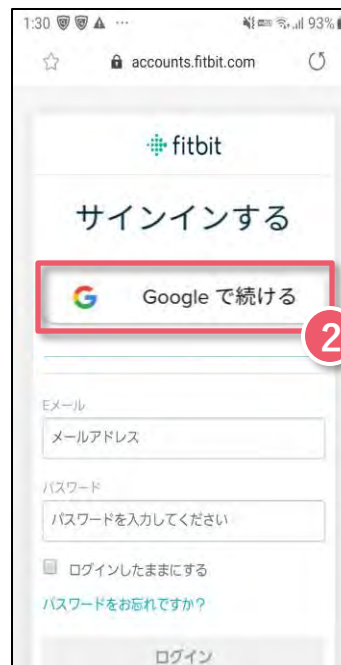 1:30 ··· 93%
accounts.fitbit.com
fitbit
サインインする
Google で続ける
2
Eメール
メールアドレス
パスワード
パスワードを入力してください
ログインしたままにする
パスワードをお忘れですか？
ログイン